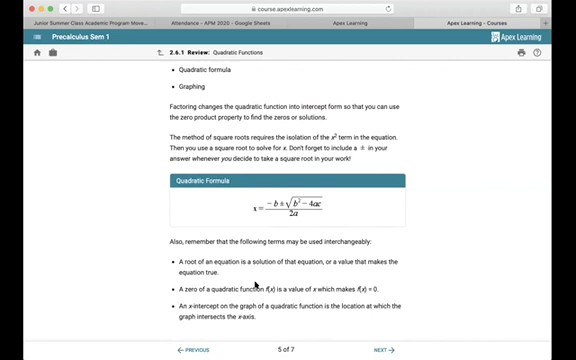 course.apexlearning.com
Junior Summer Class Academic Program Move...
Attendance - APM 2020 - Google Sheets
Apex Learning
Apex Learning - Courses
Precalculus Sem 1
2.6.1 Review: Quadratic Functions
Apex Learning
• Quadratic formula
• Graphing
Factoring changes the quadratic function into intercept form so that you can use
the zero product property to find the zeros or solutions.
The method of square roots requires the isolation of the x² term in the equation.
Then you use a square root to solve for x. Don't forget to include a ± in your
answer whenever you decide to take a square root in your work!
Quadratic Formula
x = −b ± √b² − 4ac
2a
Also, remember that the following terms may be used interchangeably:
• A root of an equation is a solution of that equation, or a value that makes the
equation true.
• A zero of a quadratic function f(x) is a value of x which makes f(x) = 0.
• An x-intercept on the graph of a quadratic function is the location at which the
graph intersects the x-axis.
PREVIOUS
5 of 7
NEXT